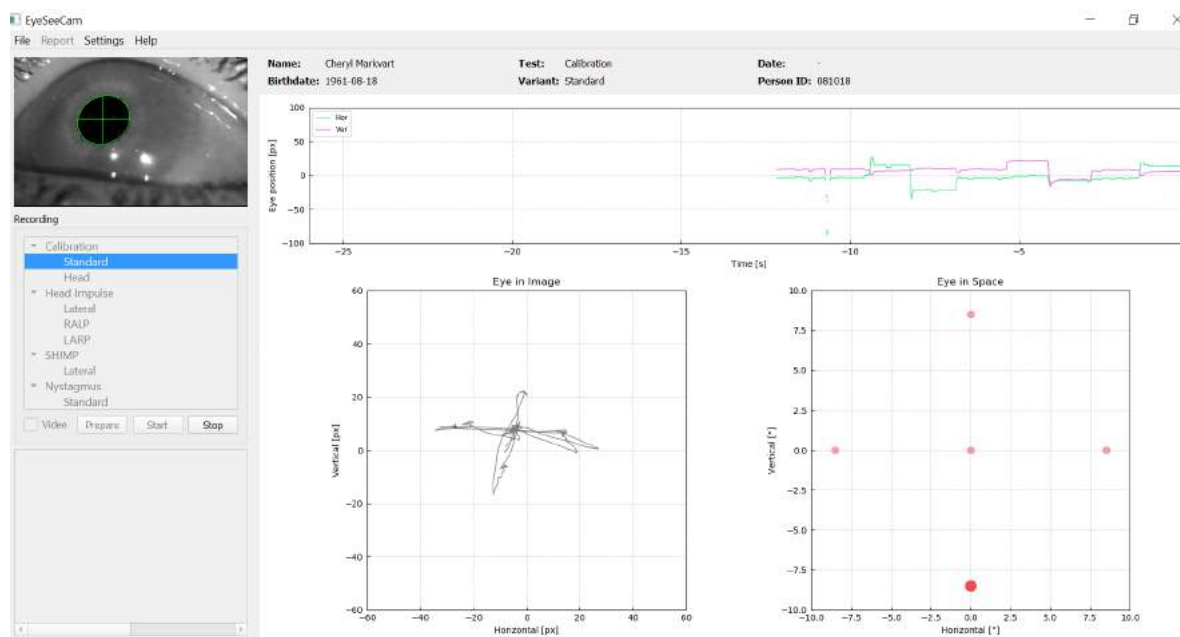 EyeSeeCam
File Report Settings Help
Name: Cheryl Markvart Test: Calibration Date: -
Birthdate: 1961-08-18 Variant: Standard Person ID: 081018
Hor
Ver
Eye position [px]
100
50
0
−50
−100
−25 −20 −15 −10 −5
Time [s]
Recording
Calibration
Standard
Head
Head Impulse
Lateral
RALP
LARP
SHIMP
Lateral
Nystagmus
Standard
Video Prepare Start Stop
Eye in Image
Vertical [px]
60
40
20
0
−20
−40
−60
−60 −40 −20 0 20 40 60
Horizontal [px]
Eye in Space
Vertical [°]
10.0
7.5
5.0
2.5
0.0
−2.5
−5.0
−7.5
−10.0
−10.0 −7.5 −5.0 −2.5 0.0 2.5 5.0 7.5 10.0
Horizontal [°]